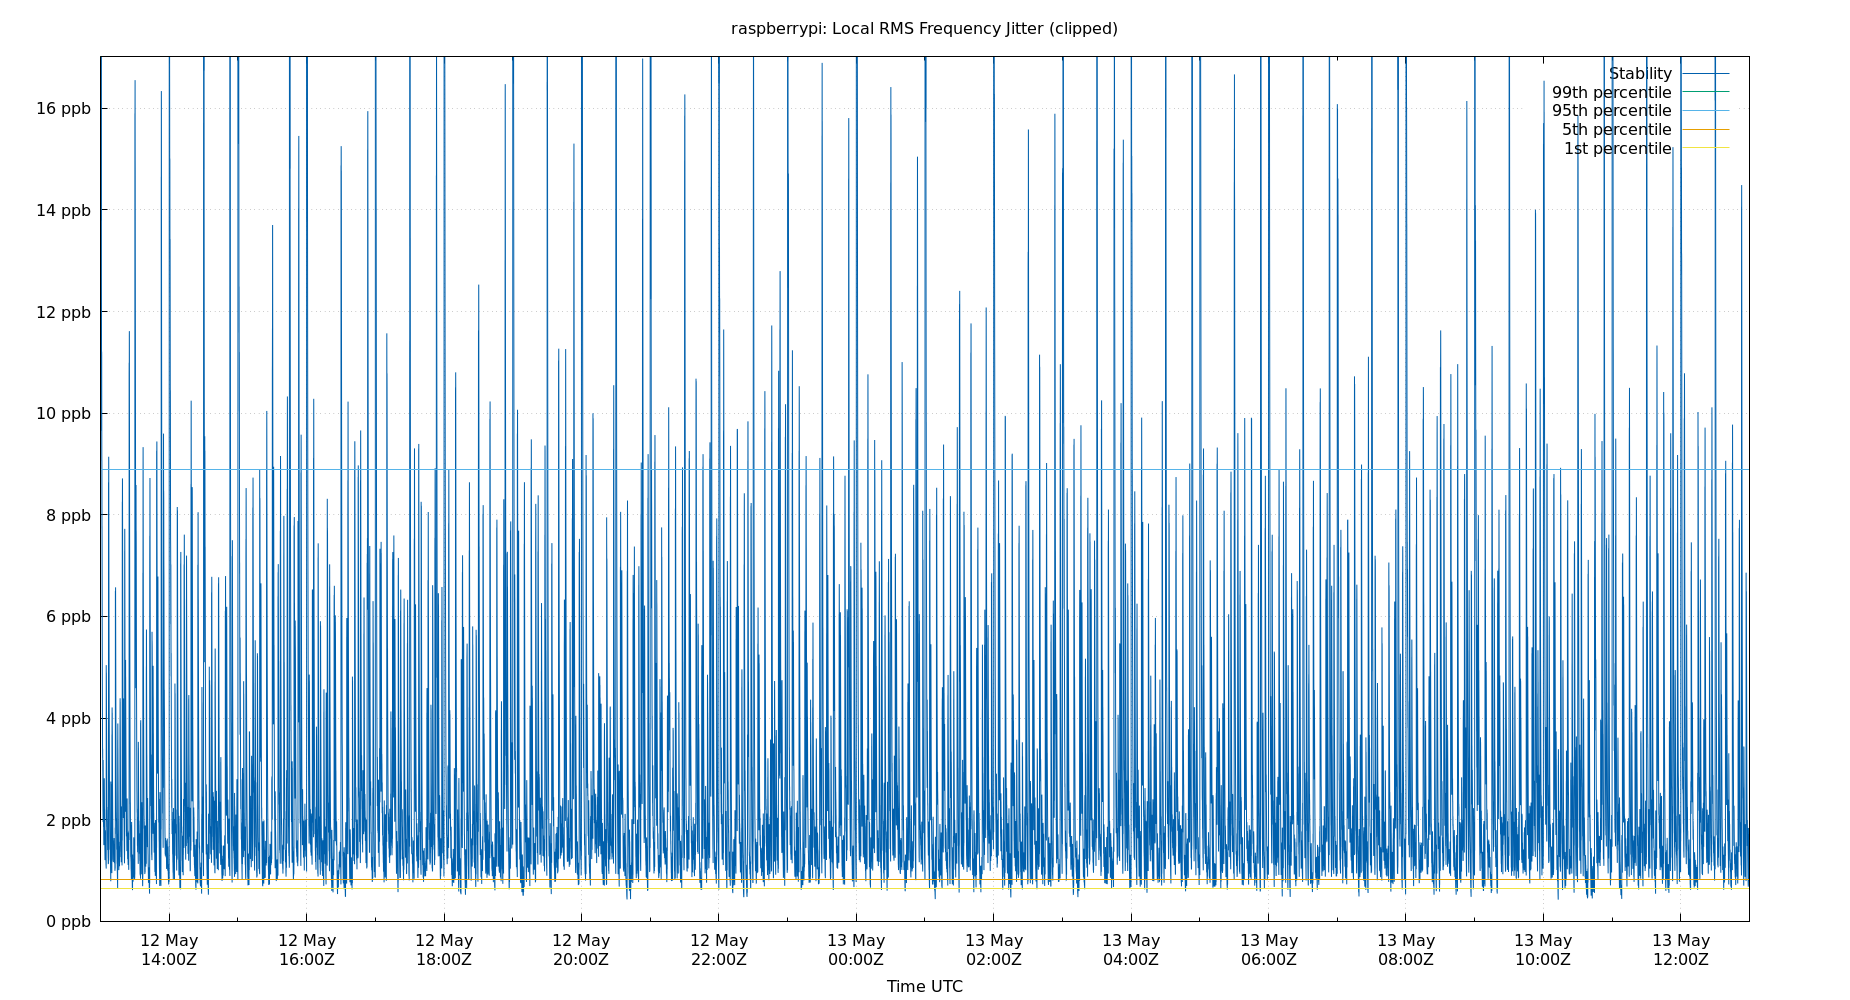 raspberrypi: Local RMS Frequency Jitter (clipped)
Stability
99th percentile
95th percentile
5th percentile
1st percentile
16 ppb
14 ppb
12 ppb
10 ppb
8 ppb
6 ppb
4 ppb
2 ppb
0 ppb
12 May 12 May 12 May 12 May 12 May 13 May 13 May 13 May 13 May 13 May 13 May 13 May
14:00Z 16:00Z 18:00Z 20:00Z 22:00Z 00:00Z 02:00Z 04:00Z 06:00Z 08:00Z 10:00Z 12:00Z
Time UTC